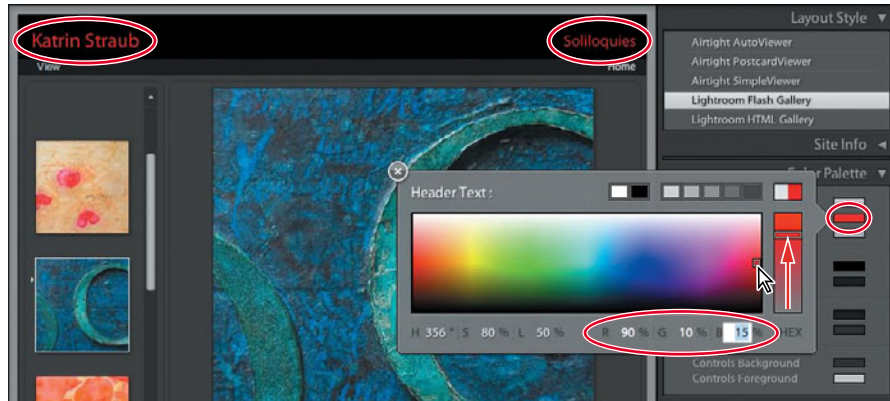 Layout Style
Katrin Straub
Soliloquies
View
Home
Airtight AutoViewer
Airtight PostcardViewer
Airtight SimpleViewer
Lightroom Flash Gallery
Lightroom HTML Gallery
Site Info
r Palette
Header Text :
H 356 ° S 80 % L 50 % R 90 % G 10 % B 15 % HEX
Controls Background
Controls Foreground